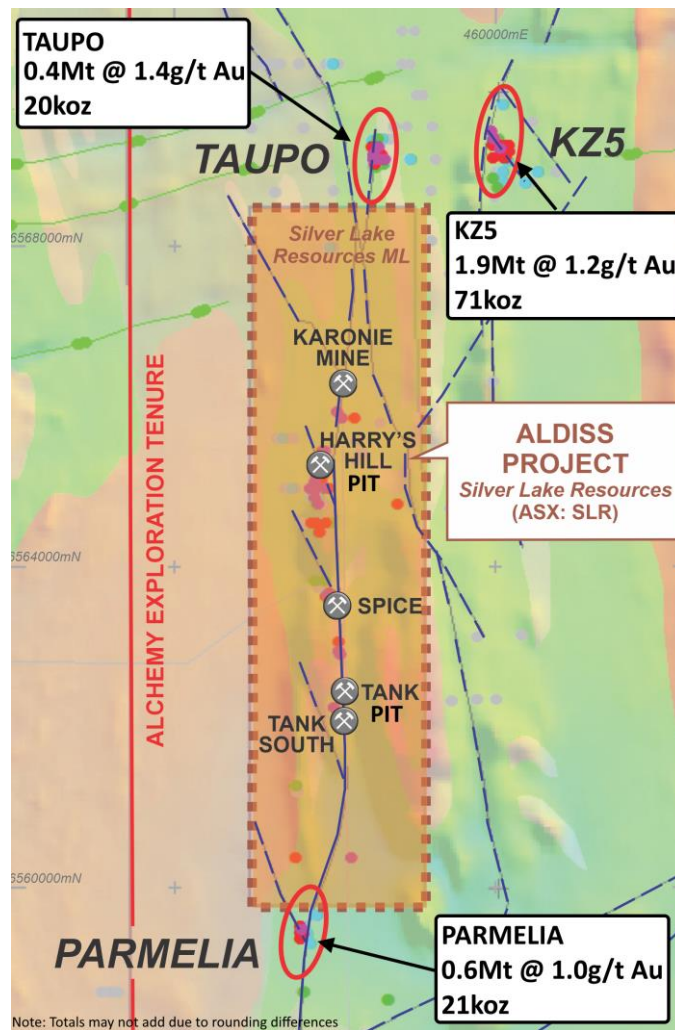 TAUPO
0.4Mt @ 1.4g/t Au
20koz
460000mE
TAUPO
KZ5
KZ5
1.9Mt @ 1.2g/t Au
71koz
6568000mN
Silver Lake
Resources ML
KARONIE
MINE
HARRY'S
HILL
PIT
ALDISS
PROJECT
Silver Lake Resources
(ASX: SLR)
ALCHEMY EXPLORATION TENURE
6564000mN
SPICE
TANK
PIT
TANK
SOUTH
6560000mN
PARMELIA
PARMELIA
0.6Mt @ 1.0g/t Au
21koz
Note: Totals may not add due to rounding differences